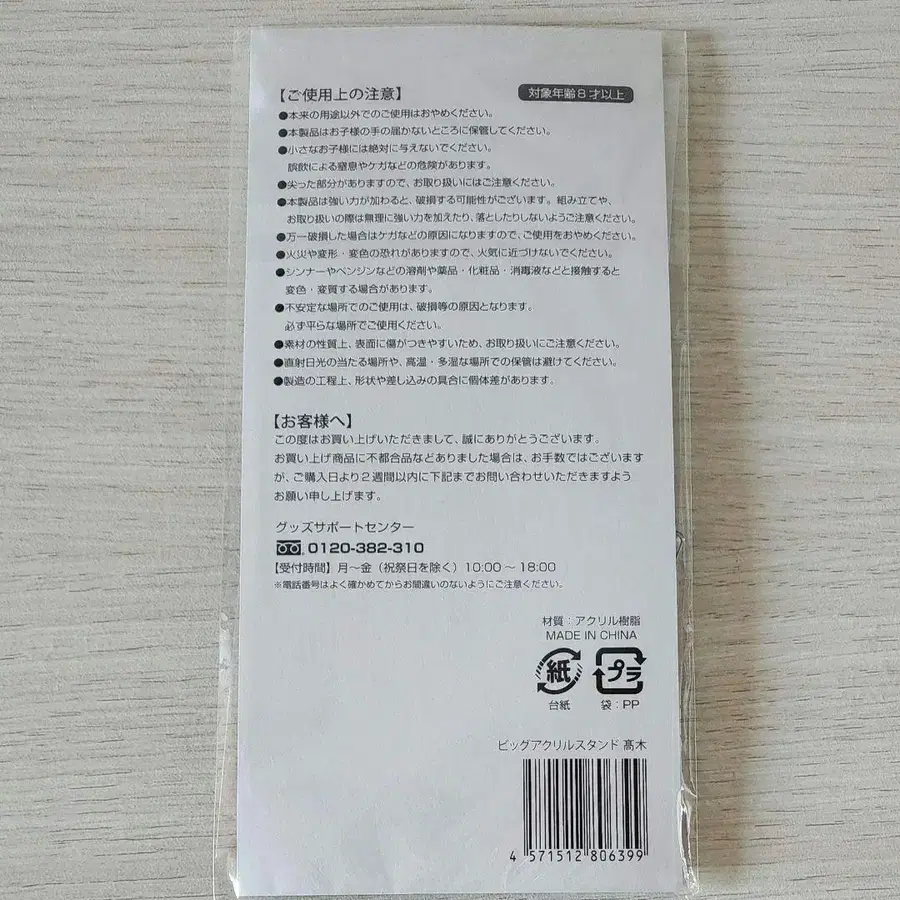 【ご使用上の注意】
対象年齢8才以上
●本来の用途以外でのご使用はおやめください。
●本製品はお子様の手の届かないところに保管してください。
●小さなお子様には絶対に与えないでください。
誤飲による窒息やケガなどの危険があります。
●尖った部分がありますので、お取り扱いにはご注意ください。
●本製品は強い力が加わると、破損する可能性がございます。組み立てや、
お取り扱いの際は無理に強い力を加えたり、落としたりしないようご注意ください。
●万一破損した場合はケガなどの原因になりますので、ご使用をおやめください。
●火災や変形・変色の恐れがありますので、火気に近づけないでください。
●シンナーやベンジンなどの溶剤や薬品・化粧品・消毒液などと接触すると
変色・変質する場合があります。
●不安定な場所でのご使用は、破損等の原因となります。
必ず平らな場所でご使用ください。
●素材の性質上、表面に傷がつきやすいため、お取り扱いにご注意ください。
●直射日光の当たる場所や、高温・多湿な場所での保管は避けてください。
●製造の工程上、形状や差し込みの具合に個体差があります。
【お客様へ】
この度はお買い上げいただきまして、誠にありがとうございます。
お買い上げ商品に不都合品などありました場合は、お手数ではございます
が、ご購入日より2週間以内に下記までお問い合わせいただきますよう
お願い申し上げます。
グッズサポートセンター
0120-382-310
【受付時間】月～金（祝祭日を除く）10:00～18:00
※電話番号はよく確かめてからお間違いのないようにご注意ください。
材質：アクリル樹脂
MADE IN CHINA
紙 プラ
台紙 袋：PP
ビッグアクリルスタンド 髙木
4 571512 806399